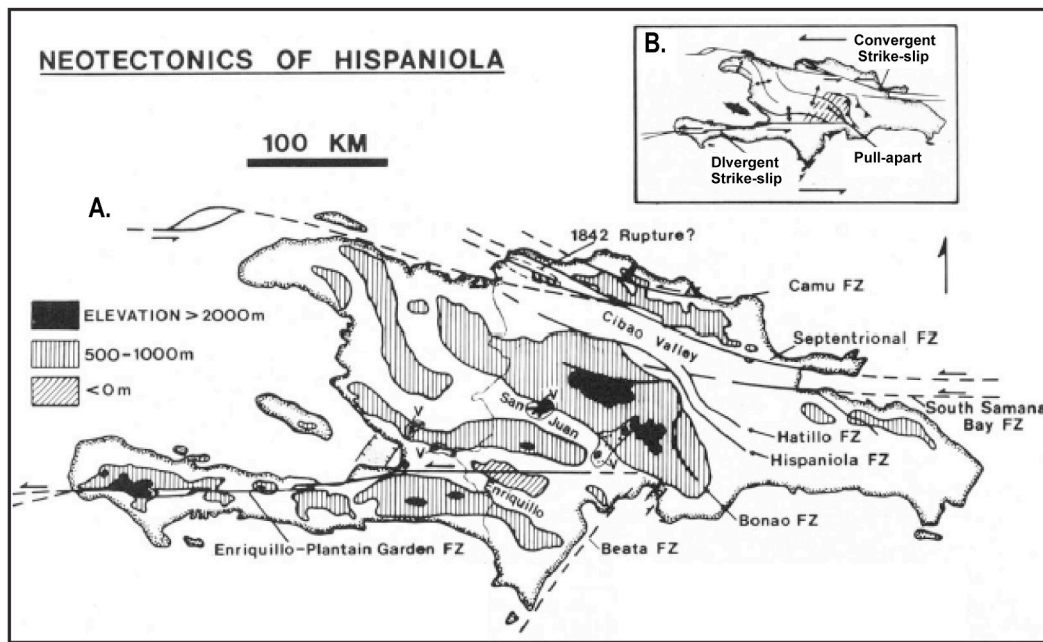 NEOTECTONICS OF HISPANIOLA
100 KM
B.
Convergent
Strike-slip
Pull-apart
DIvergent
Strike-slip
A.
1842 Rupture?
Camu FZ
ELEVATION > 2000m
500-1000m
<0m
Cibao Valley
Septentrional FZ
South Samana
Bay FZ
San Juan
V
V
V
V
Hatillo FZ
Hispaniola FZ
Enriquillo
Bonao FZ
Enriquillo-Plantain Garden FZ
Beata FZ